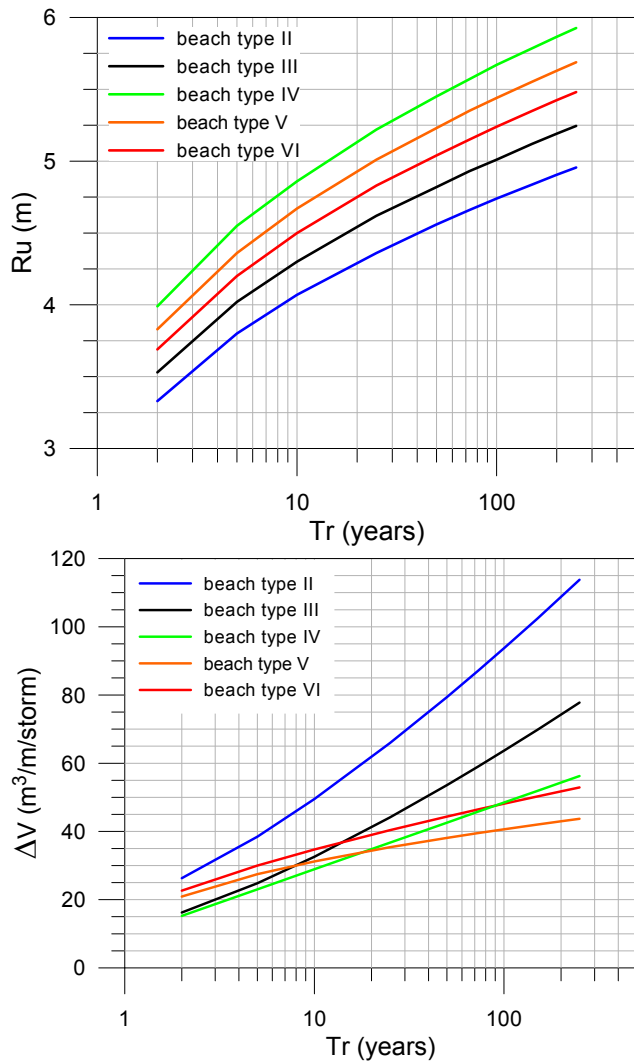 6
5
4
3
Ru (m)
beach type II
beach type III
beach type IV
beach type V
beach type VI
1
10
100
Tr (years)
120
100
80
60
40
20
0
ΔV (m³/m/storm)
beach type II
beach type III
beach type IV
beach type V
beach type VI
1
10
100
Tr (years)